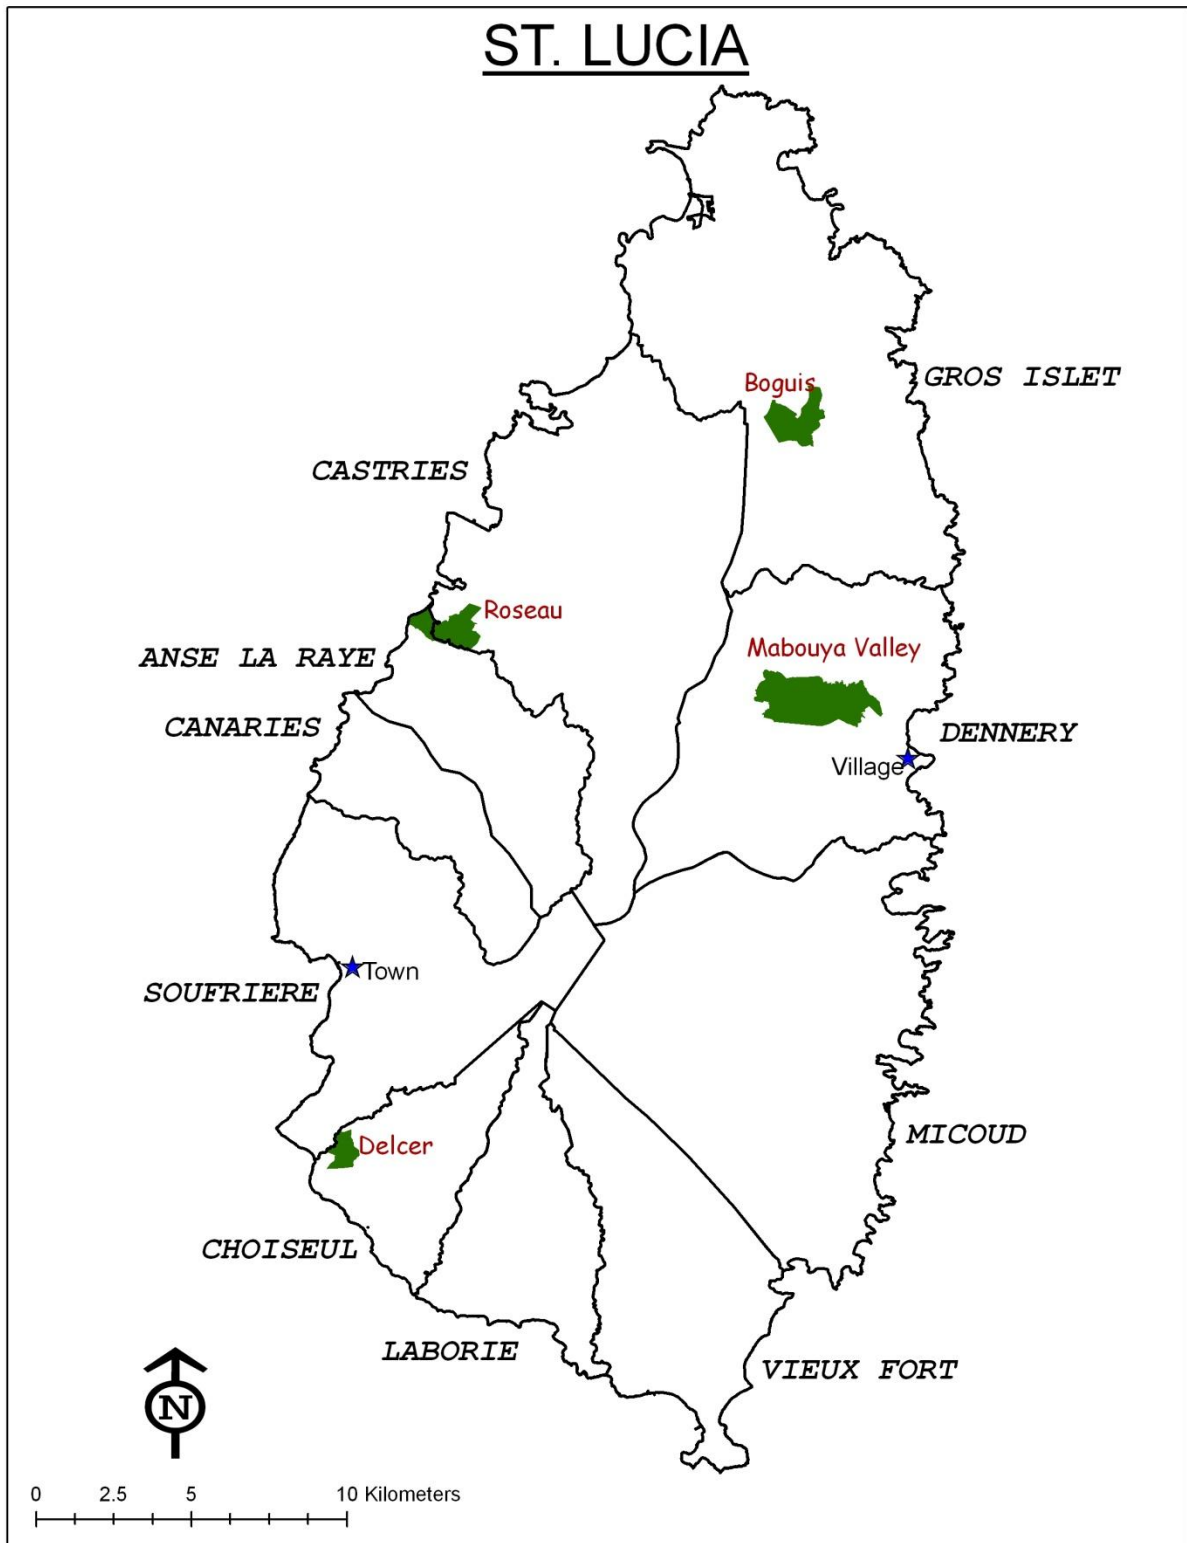 ST. LUCIA
GROS ISLET
Boguis
CASTRIES
Roseau
ANSE LA RAYE
Mabouya Valley
CANARIES
DENNERY
Village
Town
SOUFRIERE
MICOUD
Delcer
CHOISEUL
LABORIE
VIEUX FORT
N
0 2.5 5 10 Kilometers